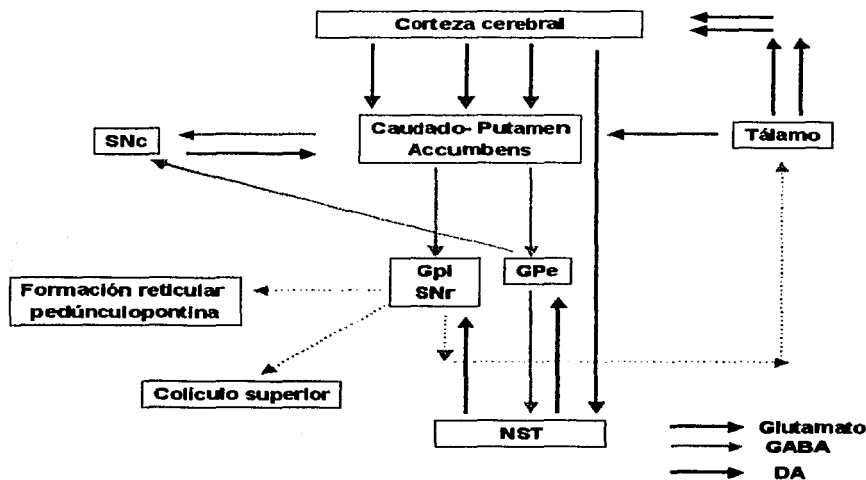 Corteza cerebral
SNc
Caudado- Putamen
Accumbens
Tálamo
Gpi
SNr
GPe
Formación reticular
pedúnculopontina
Colículo superior
NST
Glutamato
GABA
DA